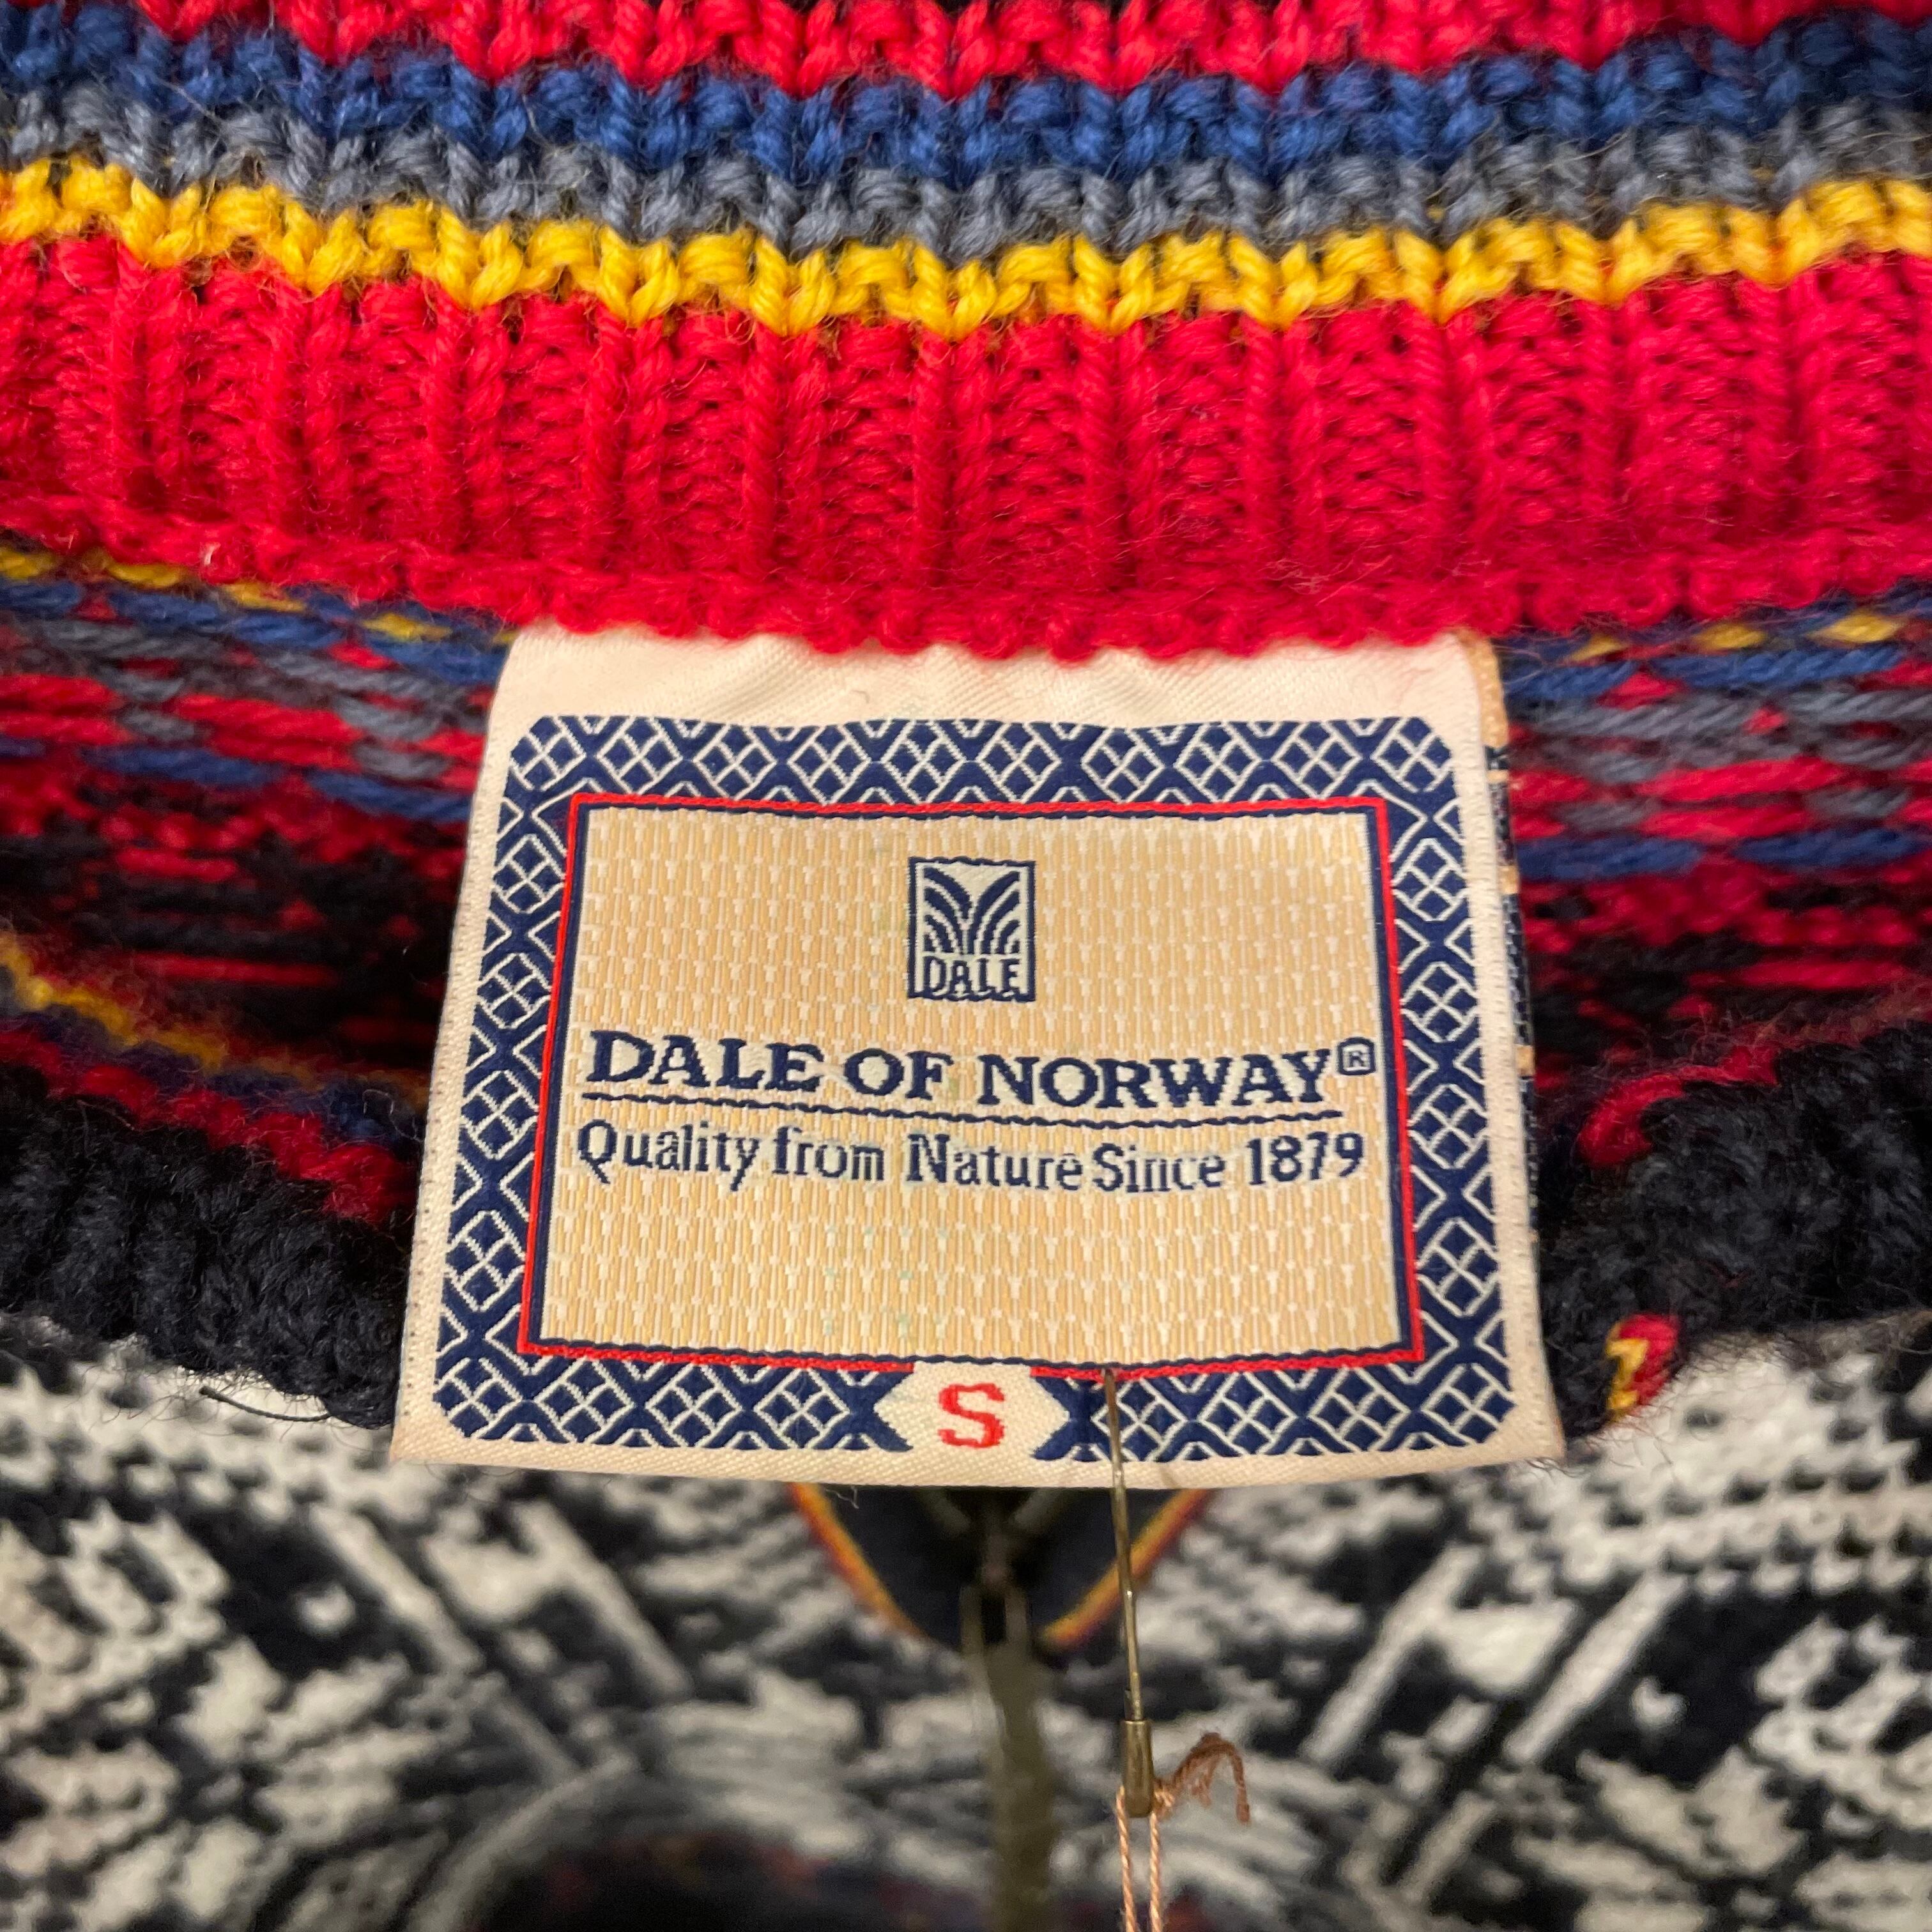 DALE
DALE OF NORWAY®
Quality from Nature Since 1879
S